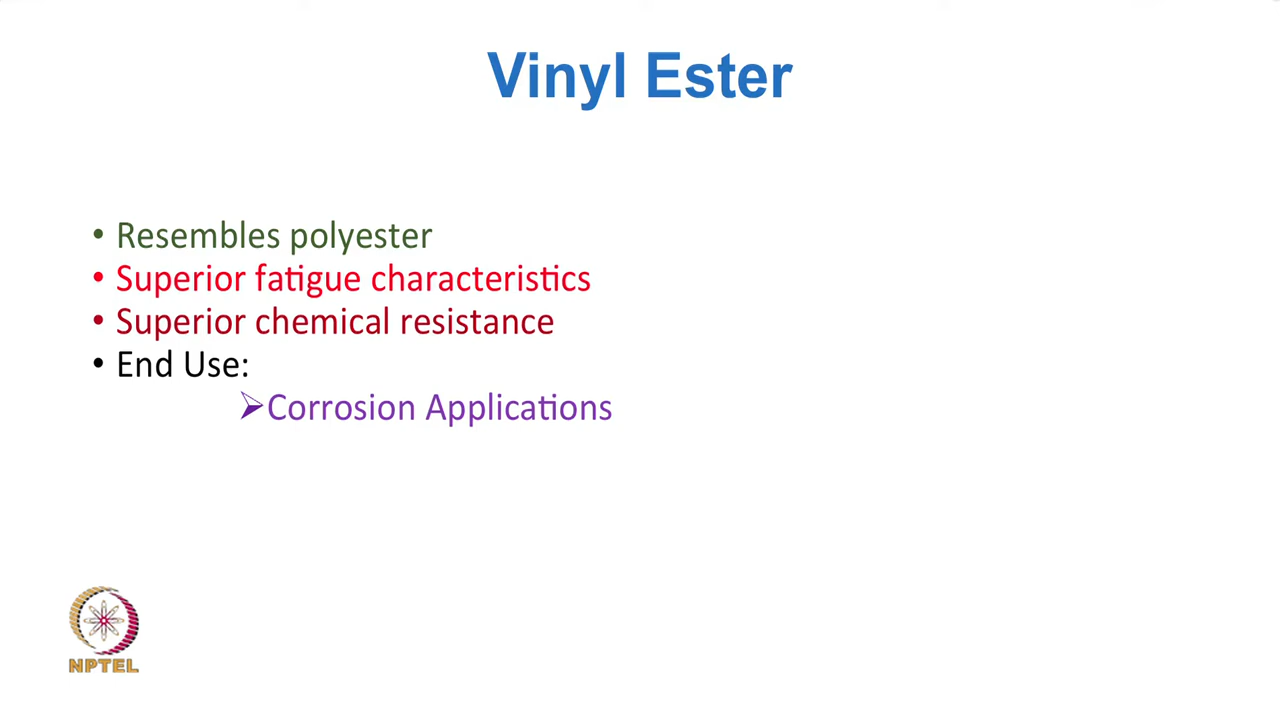 Vinyl Ester
• Resembles polyester
• Superior fatigue characteristics
• Superior chemical resistance
• End Use:
➢Corrosion Applications
NPTEL